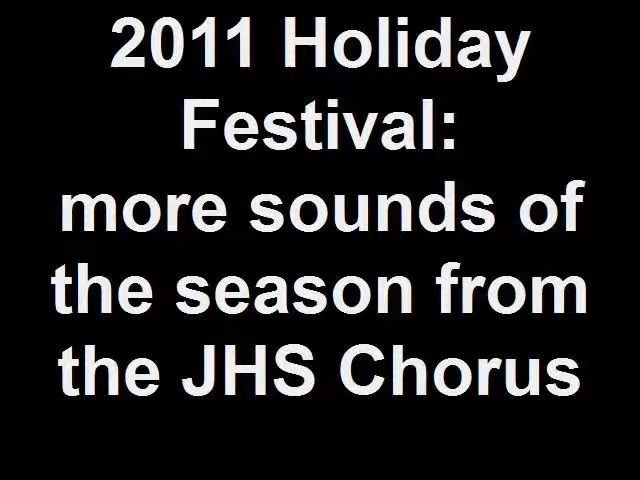 2011 Holiday
Festival:
more sounds of
the season from
the JHS Chorus